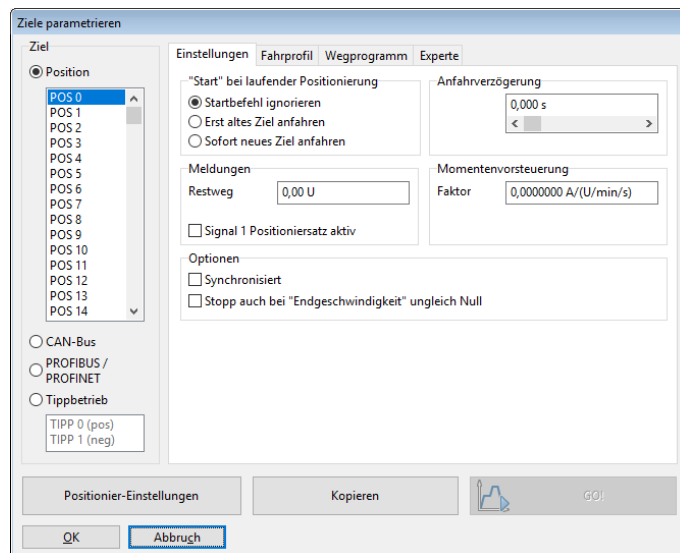 Ziele parametrieren
Ziel
Position
POS 0
POS 1
POS 2
POS 3
POS 4
POS 5
POS 6
POS 7
POS 8
POS 9
POS 10
POS 11
POS 12
POS 13
POS 14
CAN-Bus
PROFIBUS /
PROFINET
Tippbetrieb
TIPP 0 (pos)
TIPP 1 (neg)
Einstellungen Fahrprofil Wegprogramm Experte
"Start" bei laufender Positionierung
Startbefehl ignorieren
Erst altes Ziel anfahren
Sofort neues Ziel anfahren
Anfahrverzögerung
0,000 s
Meldungen
Restweg 0,00 U
Signal 1 Positioniersatz aktiv
Momentenvorsteuerung
Faktor 0,0000000 A/(U/min/s)
Optionen
Synchronisiert
Stopp auch bei "Endgeschwindigkeit" ungleich Null
Positionier-Einstellungen Kopieren GO!
OK Abbruch